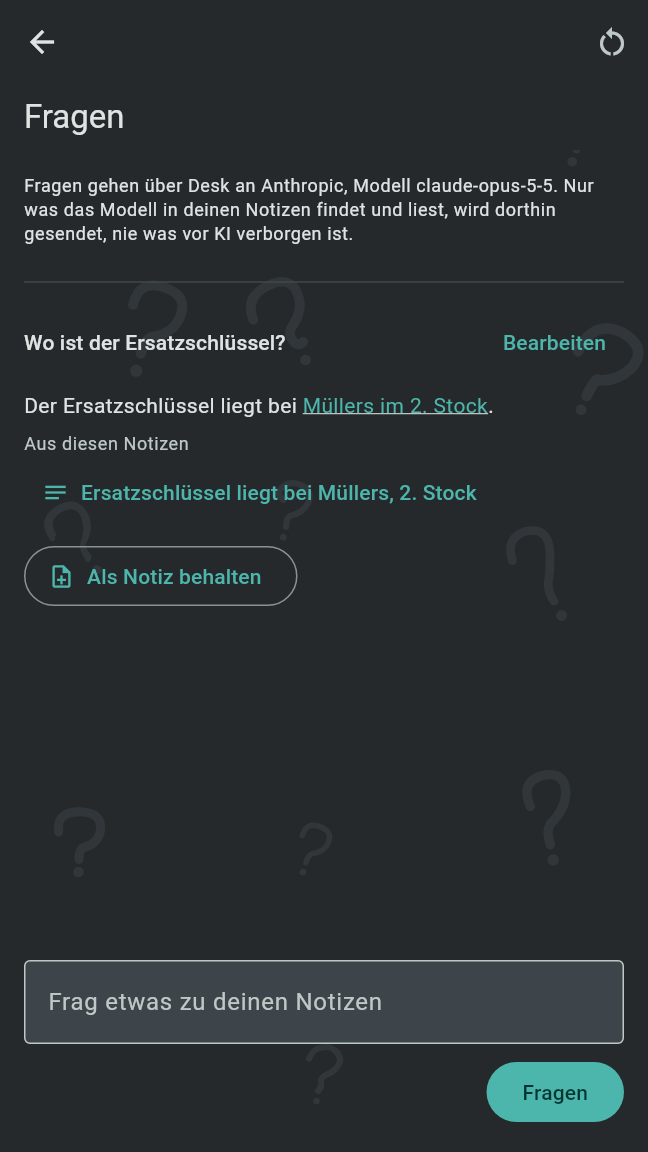 Fragen
Fragen gehen über Desk an Anthropic, Modell claude-opus-5-5. Nur
was das Modell in deinen Notizen findet und liest, wird dorthin
gesendet, nie was vor KI verborgen ist.
Wo ist der Ersatzschlüssel?
Bearbeiten
Der Ersatzschlüssel liegt bei Müllers im 2. Stock.
Aus diesen Notizen
Ersatzschlüssel liegt bei Müllers, 2. Stock
Als Notiz behalten
Frag etwas zu deinen Notizen
Fragen